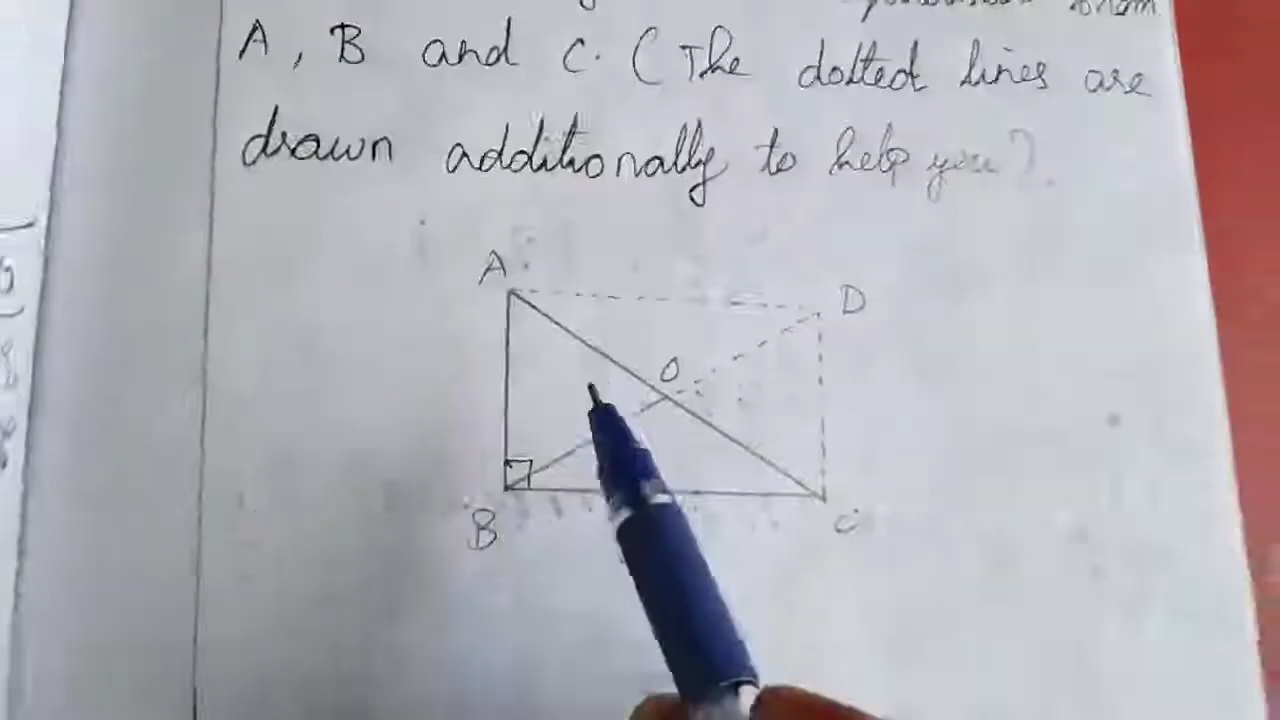 A, B and C. (The dotted lines are
drawn additionally to help you).
A
D
O
B
C